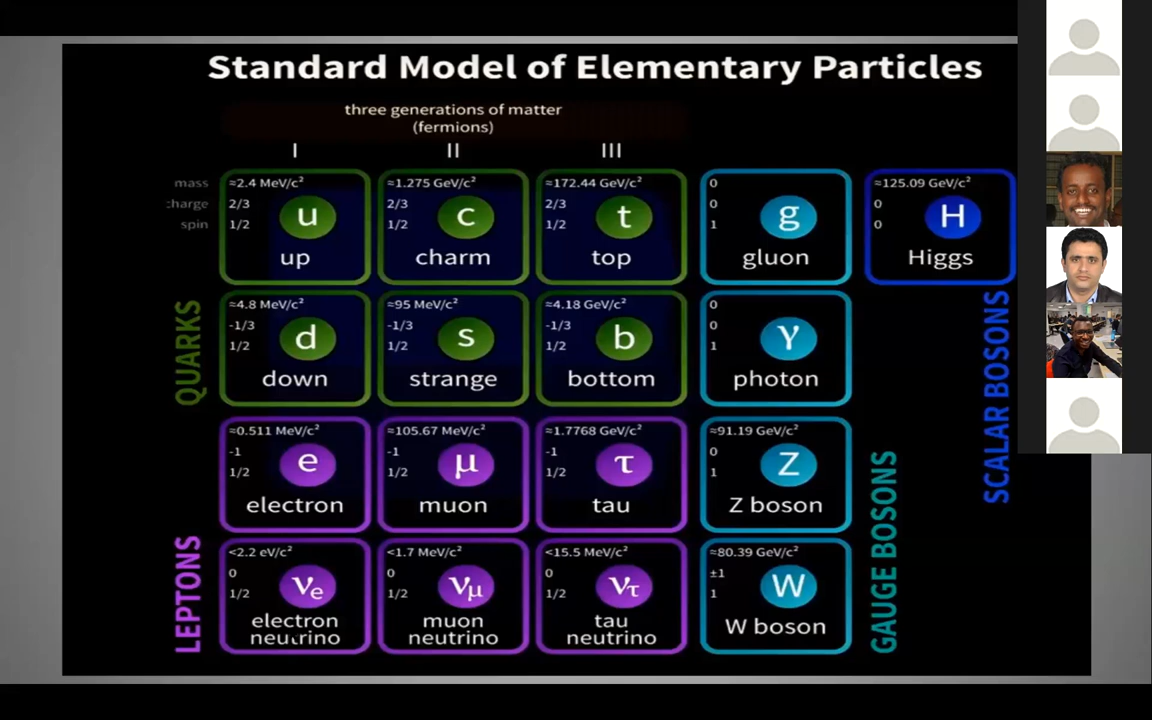 Standard Model of Elementary Particles
three generations of matter
(fermions)
I
II
III
mass
charge
spin
≈2.4 MeV/c²
2/3
1/2
u
up
≈1.275 GeV/c²
2/3
1/2
c
charm
≈172.44 GeV/c²
2/3
1/2
t
top
0
0
1
g
gluon
≈125.09 GeV/c²
0
0
H
Higgs
QUARKS
≈4.8 MeV/c²
-1/3
1/2
d
down
≈95 MeV/c²
-1/3
1/2
s
strange
≈4.18 GeV/c²
-1/3
1/2
b
bottom
0
0
1
γ
photon
SCALAR BOSONS
LEPTONS
≈0.511 MeV/c²
-1
1/2
e
electron
≈105.67 MeV/c²
-1
1/2
μ
muon
≈1.7768 GeV/c²
-1
1/2
τ
tau
≈91.19 GeV/c²
0
1
Z
Z boson
GAUGE BOSONS
<2.2 eV/c²
0
1/2
νe
electron
neutrino
<1.7 MeV/c²
0
1/2
νμ
muon
neutrino
<15.5 MeV/c²
0
1/2
ντ
tau
neutrino
≈80.39 GeV/c²
±1
1
W
W boson